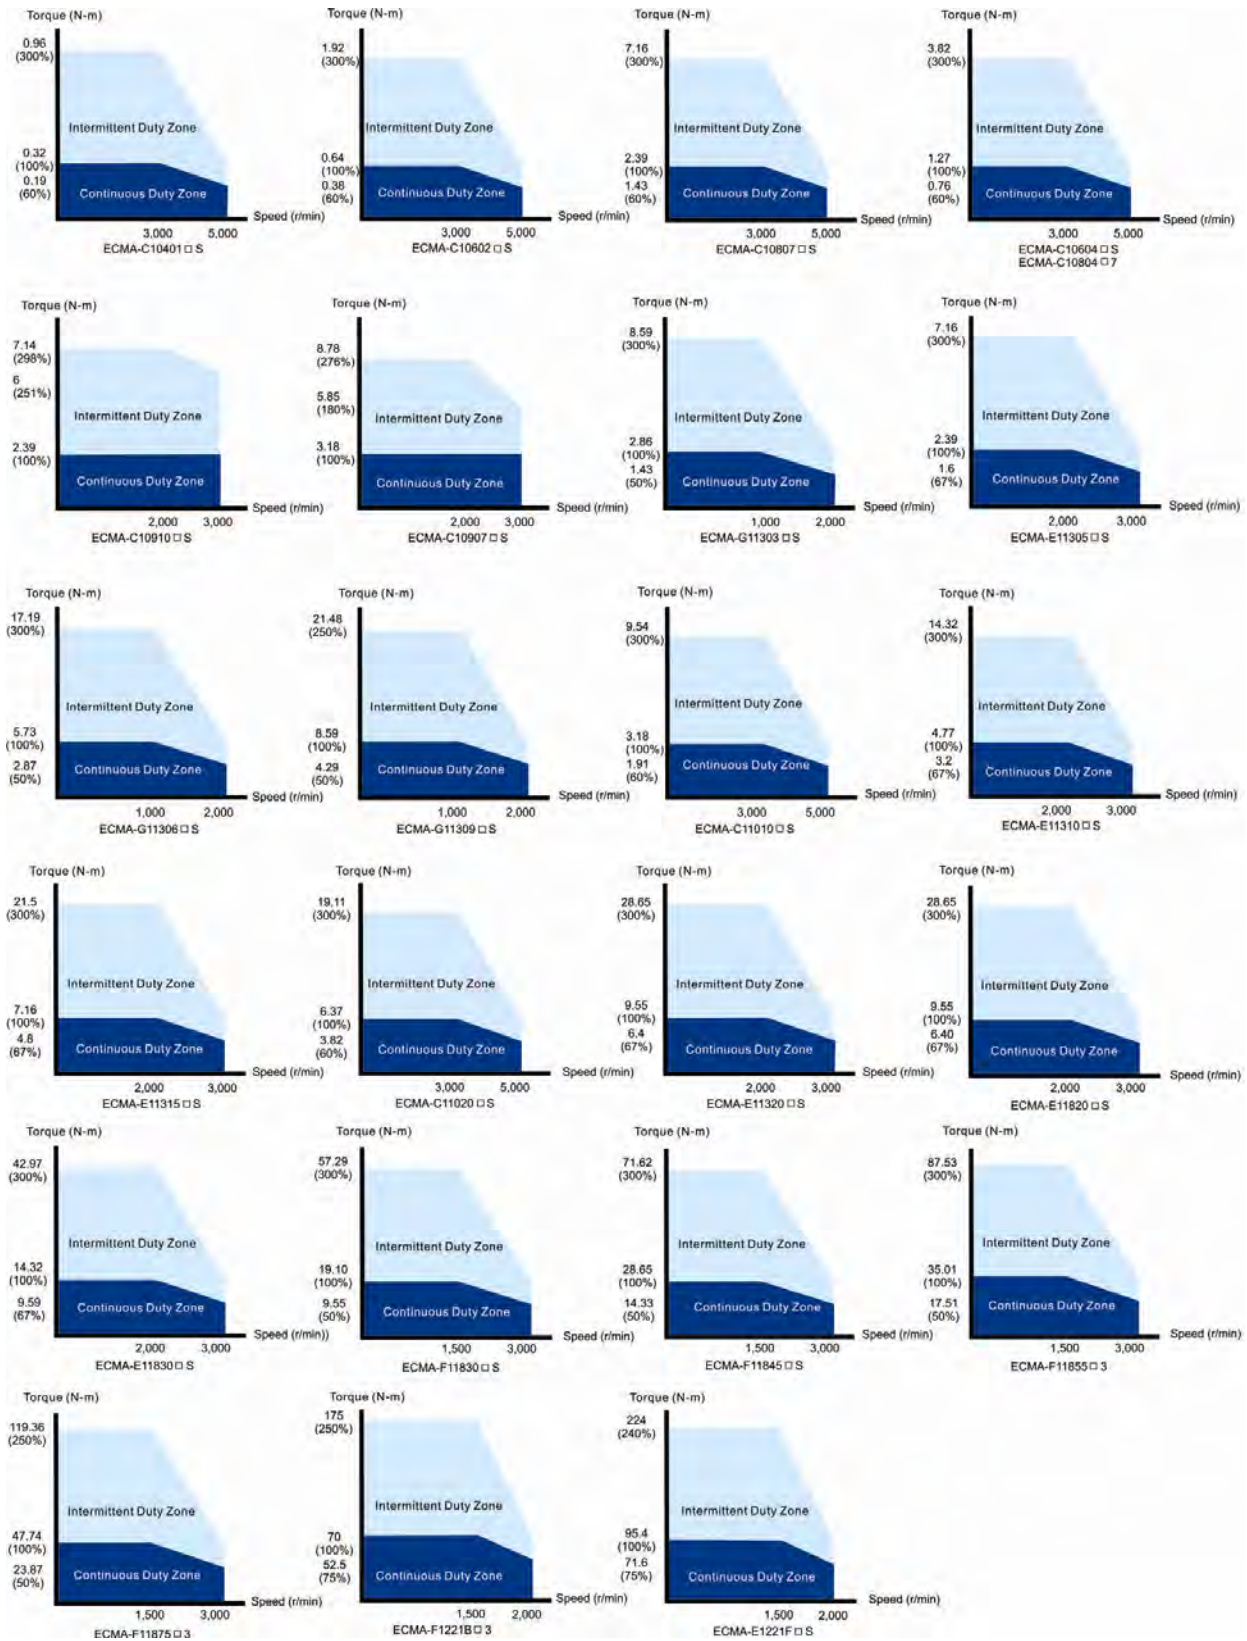 Torque (N-m)
0.96
(300%)
Intermittent Duty Zone
0.32
(100%)
0.19
(60%)
Continuous Duty Zone
Speed (r/min)
3,000 5,000
ECMA-C10401 □ S
Torque (N-m)
1.92
(300%)
Intermittent Duty Zone
0.64
(100%)
0.38
(60%)
Continuous Duty Zone
Speed (r/min)
3,000 5,000
ECMA-C10602 □ S
Torque (N-m)
7.16
(300%)
Intermittent Duty Zone
2.39
(100%)
1.43
(60%)
Continuous Duty Zone
Speed (r/min)
3,000 5,000
ECMA-C10807 □ S
Torque (N-m)
3.82
(300%)
Intermittent Duty Zone
1.27
(100%)
0.76
(60%)
Continuous Duty Zone
Speed (r/min)
3,000 5,000
ECMA-C10604 □ S
ECMA-C10804 □ 7
Torque (N-m)
7.14
(298%)
6
(251%)
Intermittent Duty Zone
2.39
(100%)
Continuous Duty Zone
Speed (r/min)
2,000 3,000
ECMA-C10910 □ S
Torque (N-m)
8.78
(276%)
5.85
(180%)
Intermittent Duty Zone
3.18
(100%)
Continuous Duty Zone
Speed (r/min)
2,000 3,000
ECMA-C10907 □ S
Torque (N-m)
8.59
(300%)
Intermittent Duty Zone
2.86
(100%)
1.43
(50%)
Continuous Duty Zone
Speed (r/min)
1,000 2,000
ECMA-G11303 □ S
Torque (N-m)
7.16
(300%)
Intermittent Duty Zone
2.39
(100%)
1.6
(67%)
Continuous Duty Zone
Speed (r/min)
2,000 3,000
ECMA-E11305 □ S
Torque (N-m)
17.19
(300%)
Intermittent Duty Zone
5.73
(100%)
2.87
(50%)
Continuous Duty Zone
Speed (r/min)
1,000 2,000
ECMA-G11306 □ S
Torque (N-m)
21.48
(250%)
Intermittent Duty Zone
8.59
(100%)
4.29
(50%)
Continuous Duty Zone
Speed (r/min)
1,000 2,000
ECMA-G11309 □ S
Torque (N-m)
9.54
(300%)
Intermittent Duty Zone
3.18
(100%)
1.91
(60%)
Continuous Duty Zone
Speed (r/min)
3,000 5,000
ECMA-C11010 □ S
Torque (N-m)
14.32
(300%)
Intermittent Duty Zone
4.77
(100%)
3.2
(67%)
Continuous Duty Zone
Speed (r/min)
2,000 3,000
ECMA-E11310 □ S
Torque (N-m)
21.5
(300%)
Intermittent Duty Zone
7.16
(100%)
4.8
(67%)
Continuous Duty Zone
Speed (r/min)
2,000 3,000
ECMA-E11315 □ S
Torque (N-m)
19,11
(300%)
Intermittent Duty Zone
6.37
(100%)
3.82
(60%)
Continuous Duty Zone
Speed (r/min)
3,000 5,000
ECMA-C11020 □ S
Torque (N-m)
28.65
(300%)
Intermittent Duty Zone
9.55
(100%)
6.4
(67%)
Continuous Duty Zone
Speed (r/min)
2,000 3,000
ECMA-E11320 □ S
Torque (N-m)
28.65
(300%)
Intermittent Duty Zone
9.55
(100%)
6.40
(67%)
Continuous Duty Zone
Speed (r/min)
2,000 3,000
ECMA-E11820 □ S
Torque (N-m)
42.97
(300%)
Intermittent Duty Zone
14.32
(100%)
9.59
(67%)
Continuous Duty Zone
Speed (r/min))
2,000 3,000
ECMA-E11830 □ S
Torque (N-m)
57.29
(300%)
Intermittent Duty Zone
19.10
(100%)
9.55
(50%)
Continuous Duty Zone
Speed (r/min)
1,500 3,000
ECMA-F11830 □ S
Torque (N-m)
71.62
(300%)
Intermittent Duty Zone
28.65
(100%)
14.33
(50%)
Continuous Duty Zone
Speed (r/min)
1,500 3,000
ECMA-F11845 □ S
Torque (N-m)
87.53
(300%)
Intermittent Duty Zone
35.01
(100%)
17.51
(50%)
Continuous Duty Zone
Speed (r/min)
1,500 3,000
ECMA-F11855 □ 3
Torque (N-m)
119.36
(250%)
Intermittent Duty Zone
47.74
(100%)
23.87
(50%)
Continuous Duty Zone
Speed (r/min)
1,500 3,000
ECMA-F11875 □ 3
Torque (N-m)
175
(250%)
Intermittent Duty Zone
70
(100%)
52.5
(75%)
Continuous Duty Zone
Speed (r/min)
1,500 2,000
ECMA-F1221B □ 3
Torque (N-m)
224
(240%)
Intermittent Duty Zone
95.4
(100%)
71.6
(75%)
Continuous Duty Zone
Speed (r/min)
1,500 2,000
ECMA-E1221F □ S